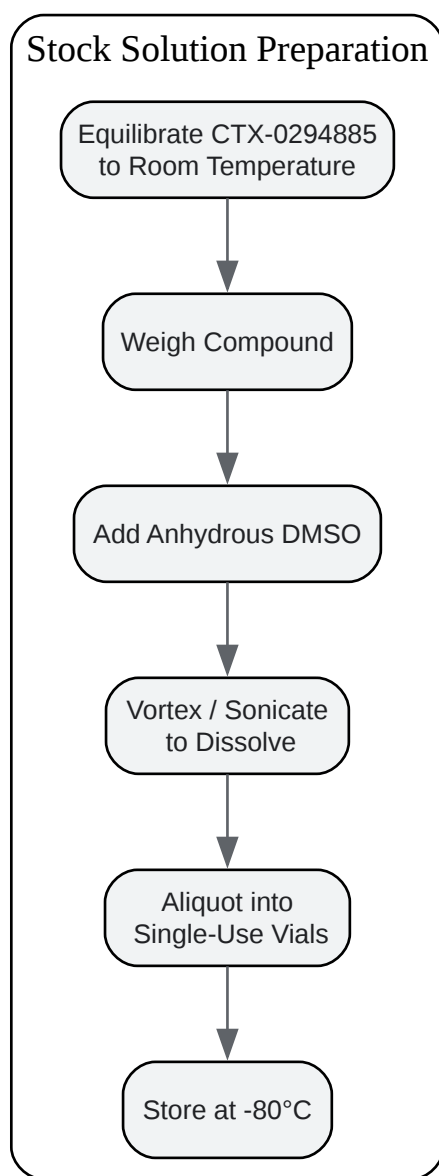 Stock Solution Preparation
Equilibrate CTX-0294885
to Room Temperature
Weigh Compound
Add Anhydrous DMSO
Vortex / Sonicate
to Dissolve
Aliquot into
Single-Use Vials
Store at -80°C